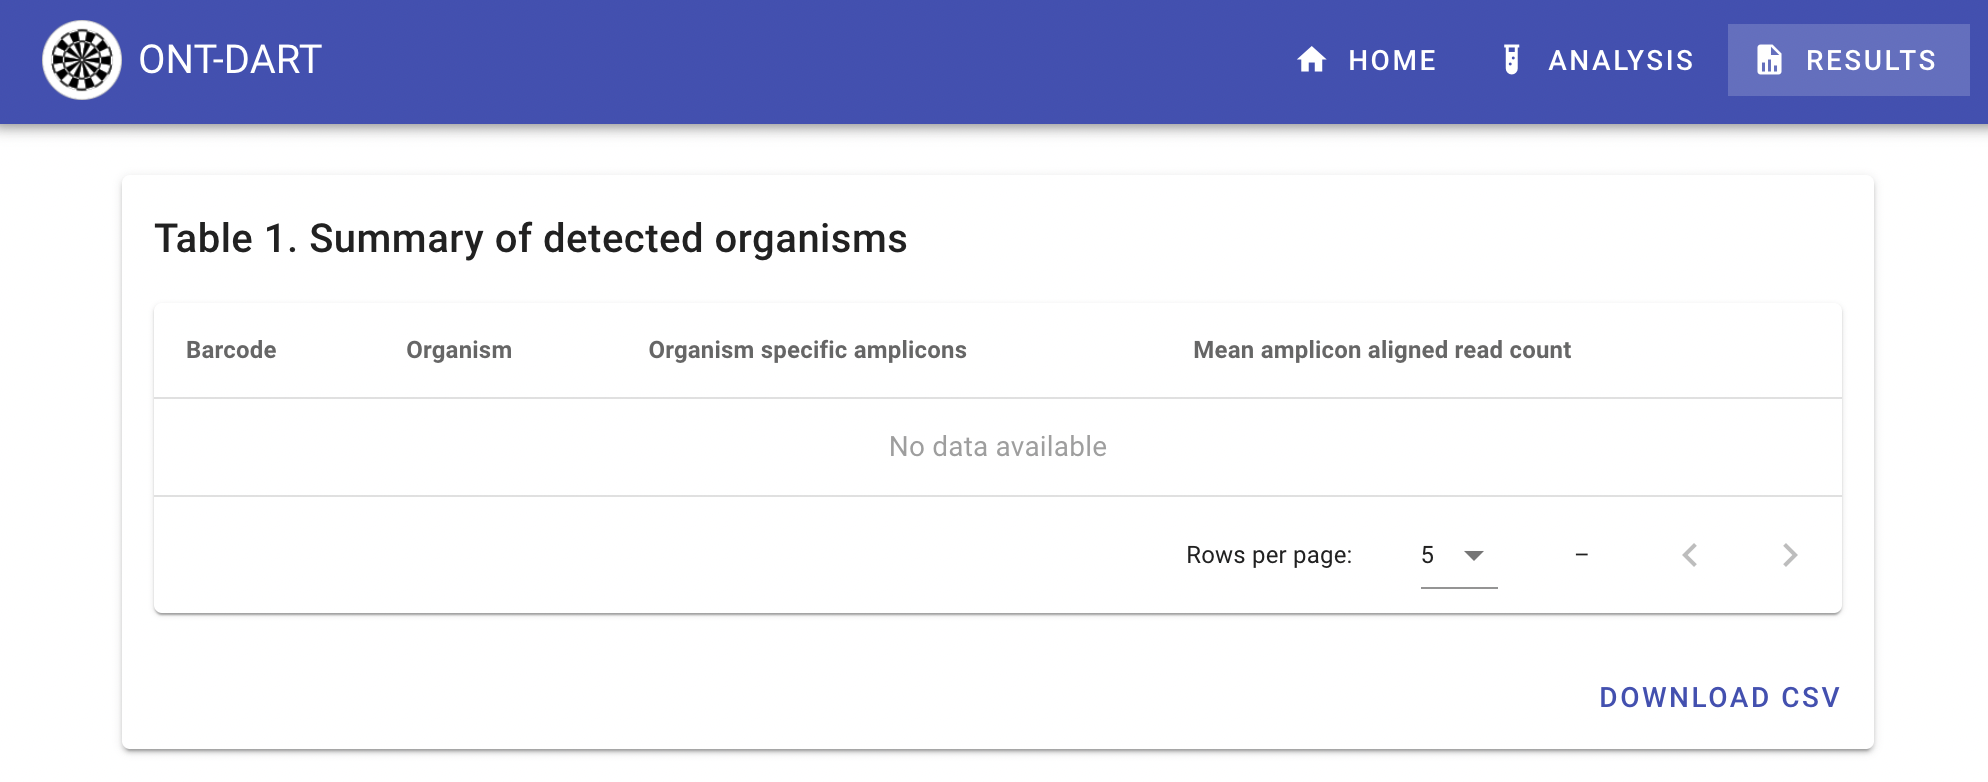 ONT-DART
HOME
ANALYSIS
RESULTS
Table 1. Summary of detected organisms
Barcode Organism Organism specific amplicons Mean amplicon aligned read count
No data available
Rows per page: 5 –
DOWNLOAD CSV